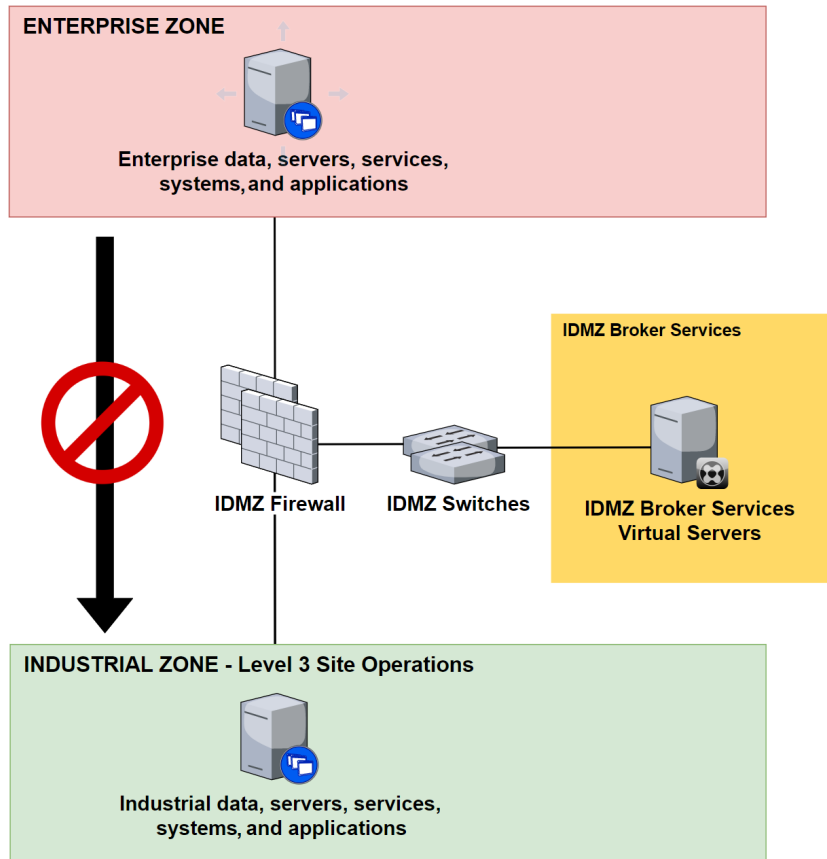 ENTERPRISE ZONE
Enterprise data, servers, services,
systems, and applications
IDMZ Broker Services
IDMZ Firewall
IDMZ Switches
IDMZ Broker Services
Virtual Servers
INDUSTRIAL ZONE - Level 3 Site Operations
Industrial data, servers, services,
systems, and applications